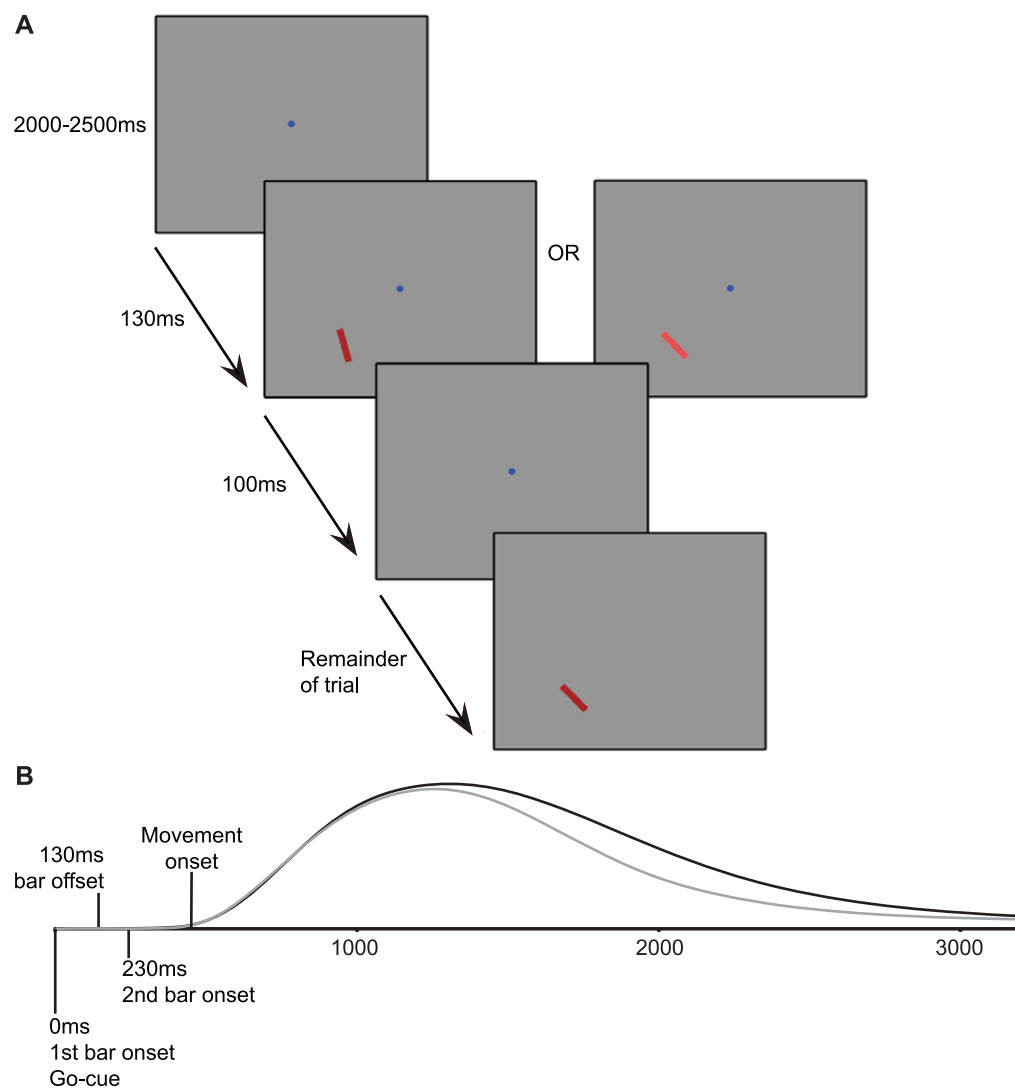 A
2000-2500ms
OR
130ms
100ms
Remainder
of trial
B
Movement
onset
130ms
bar offset
1000
2000
3000
230ms
2nd bar onset
0ms
1st bar onset
Go-cue